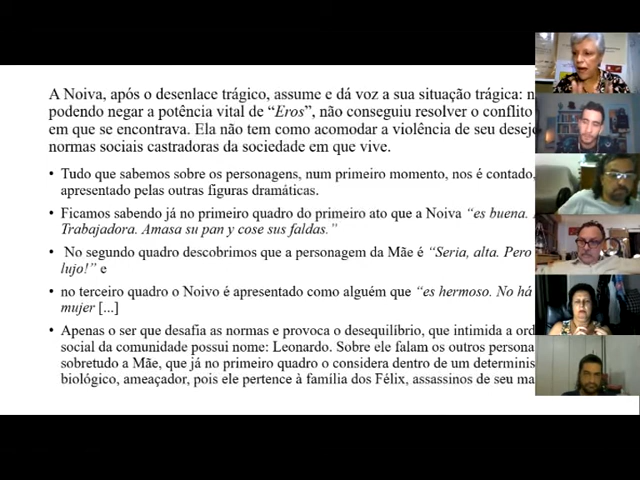 A Noiva, após o desenlace trágico, assume e dá voz a sua situação trágica:
podendo negar a potência vital de “Eros”, não conseguiu resolver o conflito
em que se encontrava. Ela não tem como acomodar a violência de seu desejo
normas sociais castradoras da sociedade em que vive.
• Tudo que sabemos sobre os personagens, num primeiro momento, nos é contado,
apresentado pelas outras figuras dramáticas.
• Ficamos sabendo já no primeiro quadro do primeiro ato que a Noiva “es buena.
Trabajadora. Amasa su pan y cose sus faldas.”
• No segundo quadro descobrimos que a personagem da Mãe é “Seria, alta. Pero
lujo!” e
• no terceiro quadro o Noivo é apresentado como alguém que “es hermoso. No há
mujer [...]
• Apenas o ser que desafia as normas e provoca o desequilíbrio, que intimida a
social da comunidade possui nome: Leonardo. Sobre ele falam os outros
sobretudo a Mãe, que já no primeiro quadro o considera dentro de um
biológico, ameaçador, pois ele pertence à família dos Félix, assassinos de seu